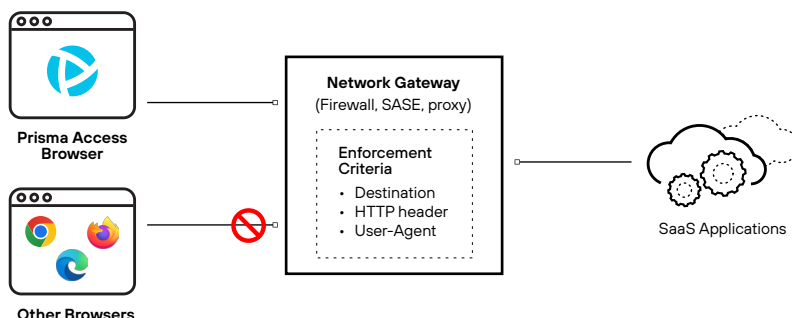 Prisma Access
Browser
Other Browsers
Network Gateway
(Firewall, SASE, proxy)
Enforcement
Criteria
• Destination
• HTTP header
• User-Agent
SaaS Applications